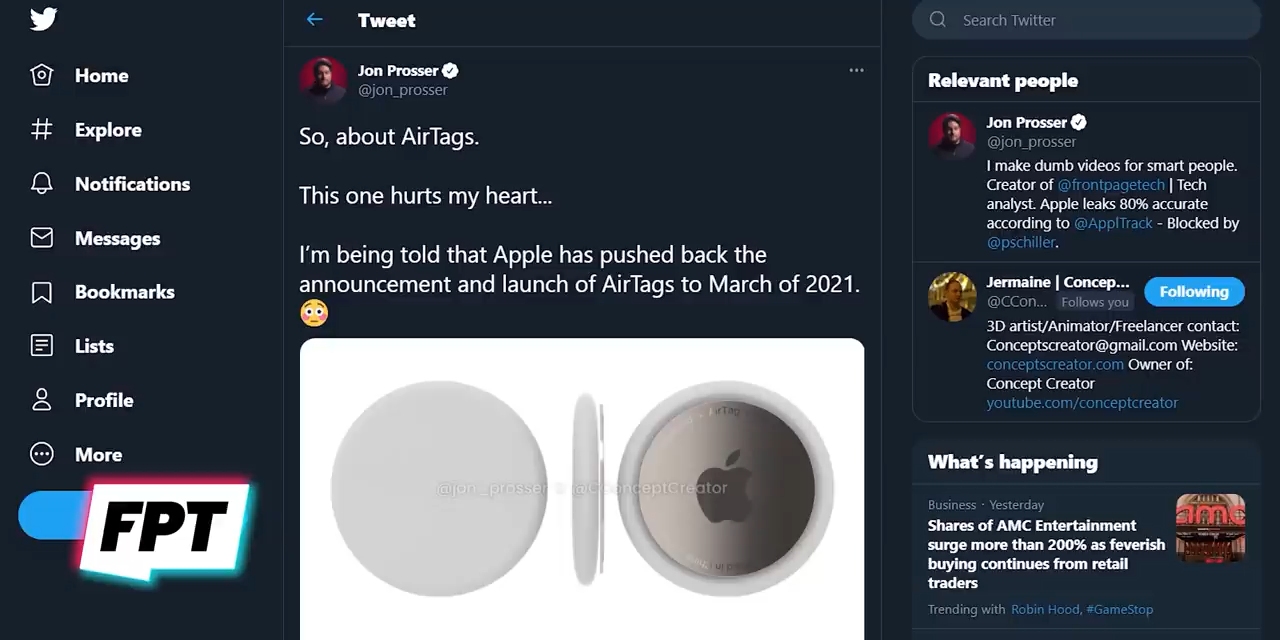 Home
Explore
Notifications
Messages
Bookmarks
Lists
Profile
More
FPT
Tweet
Jon Prosser
@jon_prosser
So, about AirTags.
This one hurts my heart...
I'm being told that Apple has pushed back the
announcement and launch of AirTags to March of 2021.
@jon_prosser x @ConceptCreator
AirTag
Search Twitter
Relevant people
Jon Prosser
@jon_prosser
I make dumb videos for smart people.
Creator of @frontpagetech | Tech
analyst. Apple leaks 80% accurate
according to @ApplTrack - Blocked by
@pschiller.
Jermaine | Concep...
@CCon... Follows you
Following
3D artist/Animator/Freelancer contact:
Conceptscreator@gmail.com Website:
conceptscreator.com Owner of:
Concept Creator
youtube.com/conceptcreator
What's happening
Business · Yesterday
Shares of AMC Entertainment
surge more than 200% as feverish
buying continues from retail
traders
amc
Trending with Robin Hood, #GameStop